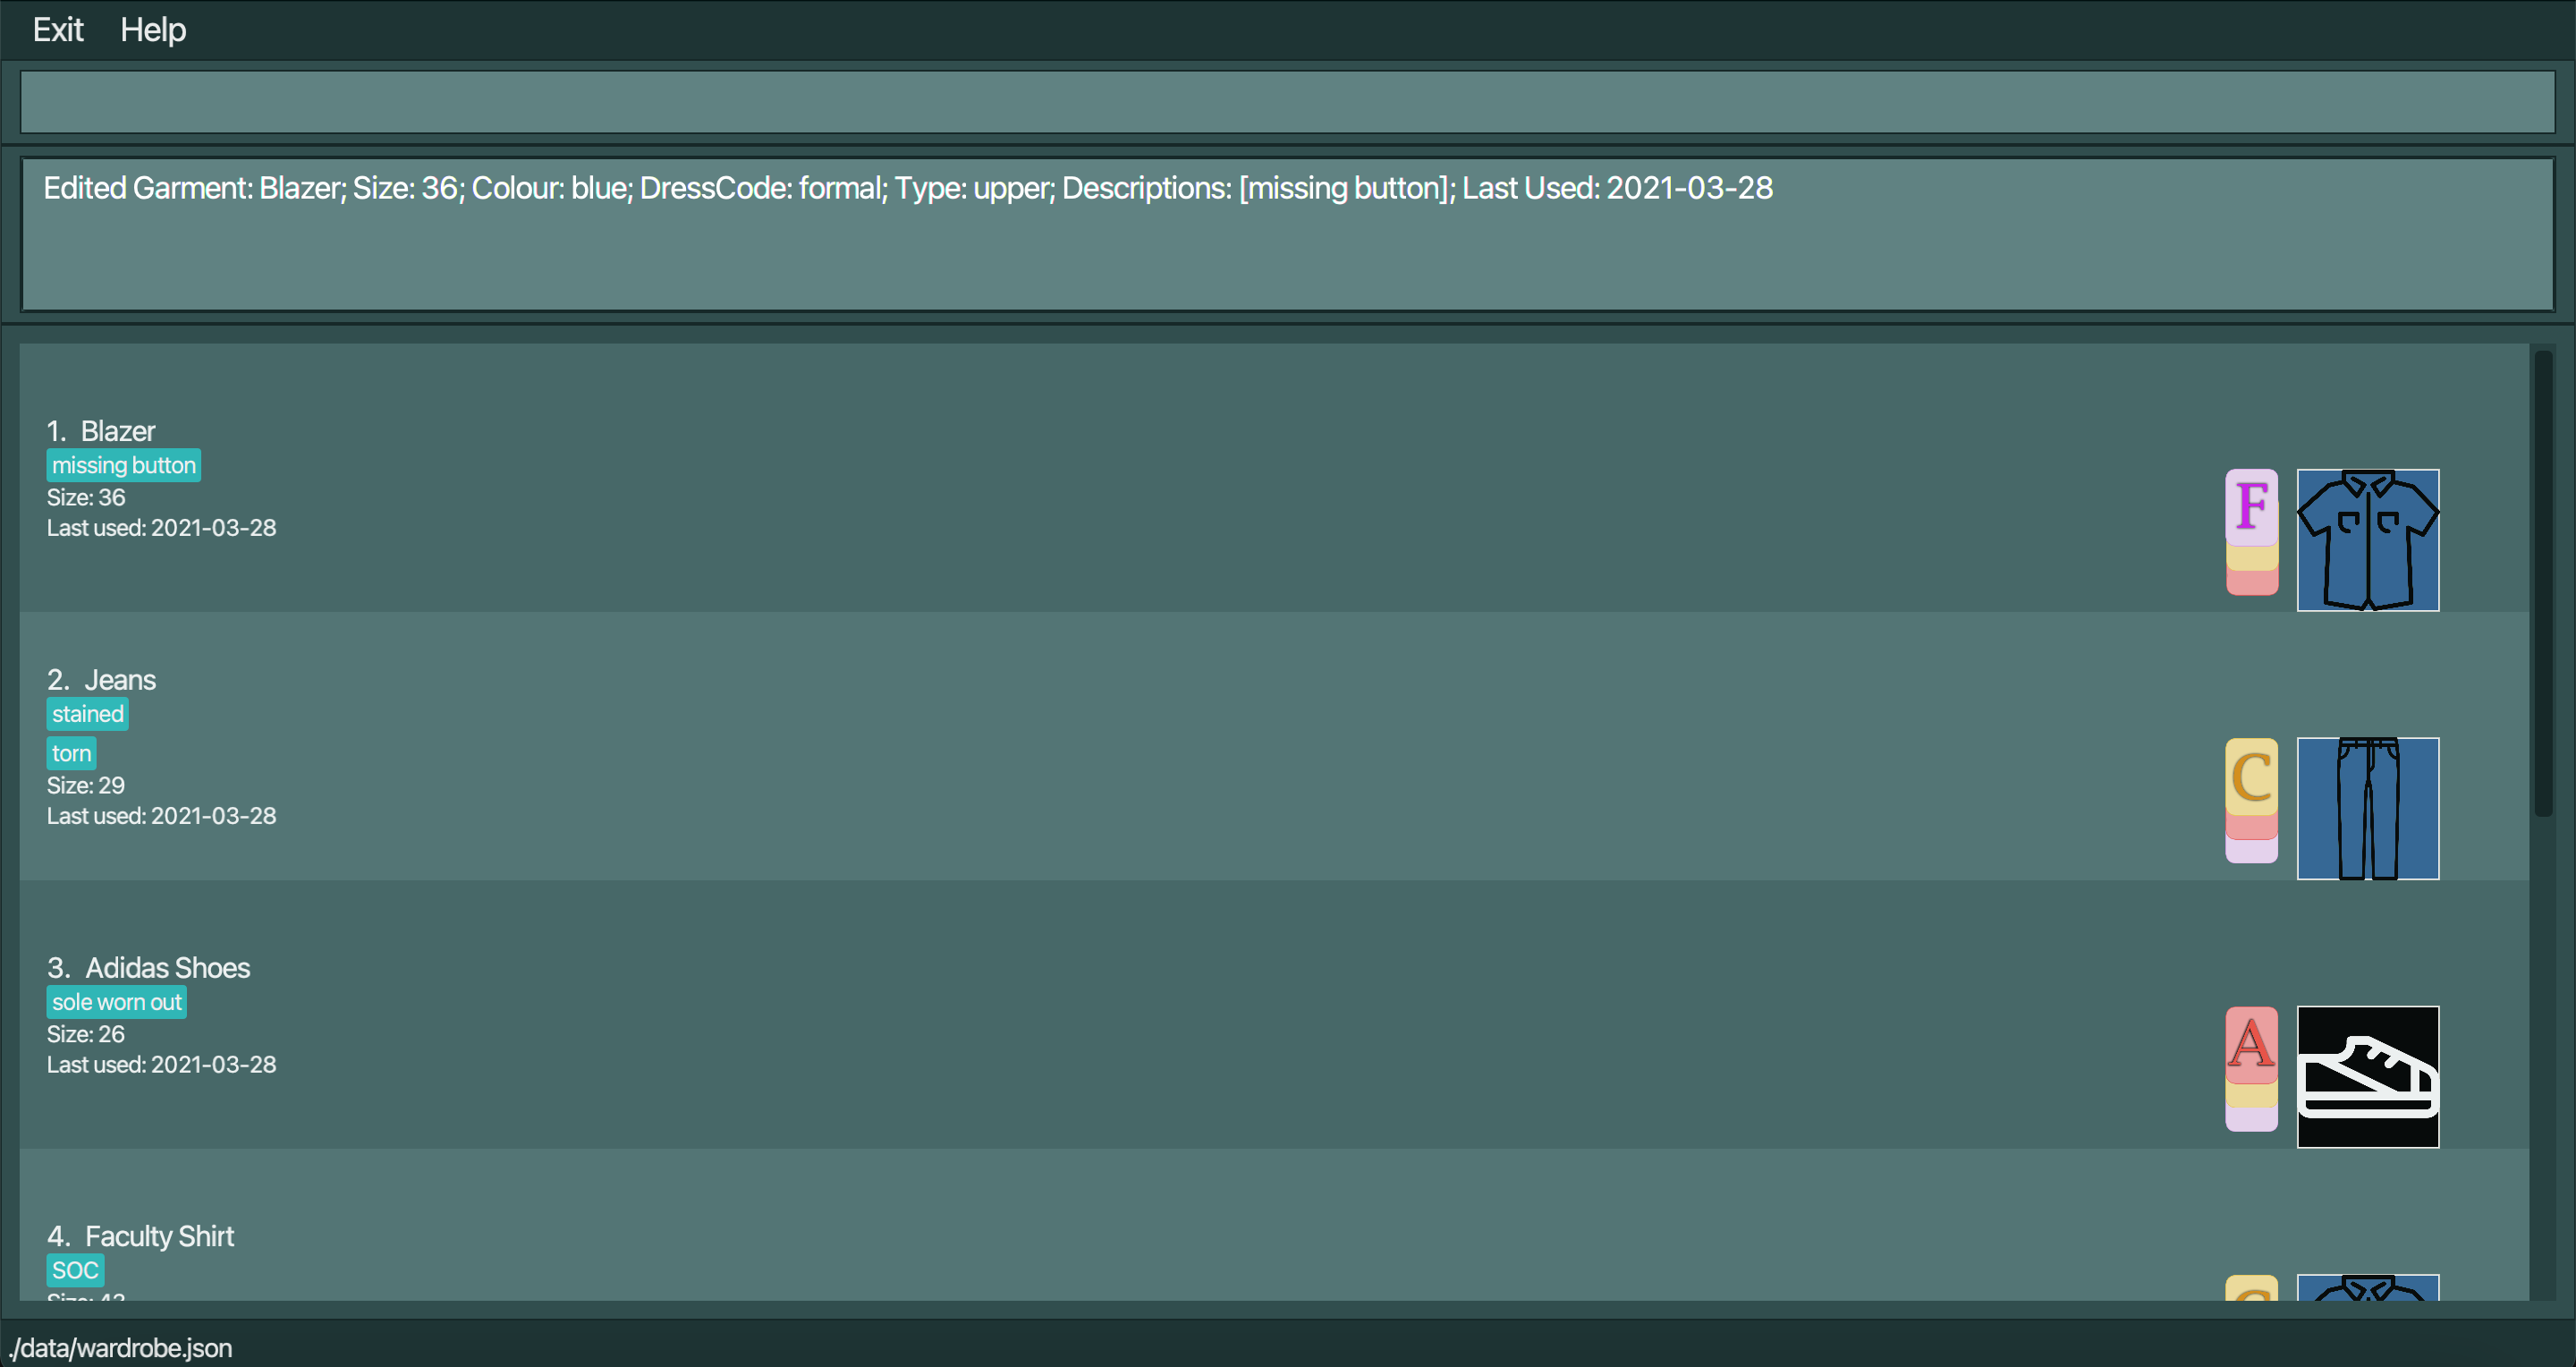 Exit Help
Edited Garment: Blazer; Size: 36; Colour: blue; DressCode: formal; Type: upper; Descriptions: [missing button]; Last Used: 2021-03-28
1. Blazer
missing button
Size: 36
Last used: 2021-03-28
F
2. Jeans
stained
torn
Size: 29
Last used: 2021-03-28
C
3. Adidas Shoes
sole worn out
Size: 26
Last used: 2021-03-28
A
4. Faculty Shirt
SOC
./data/wardrobe.json